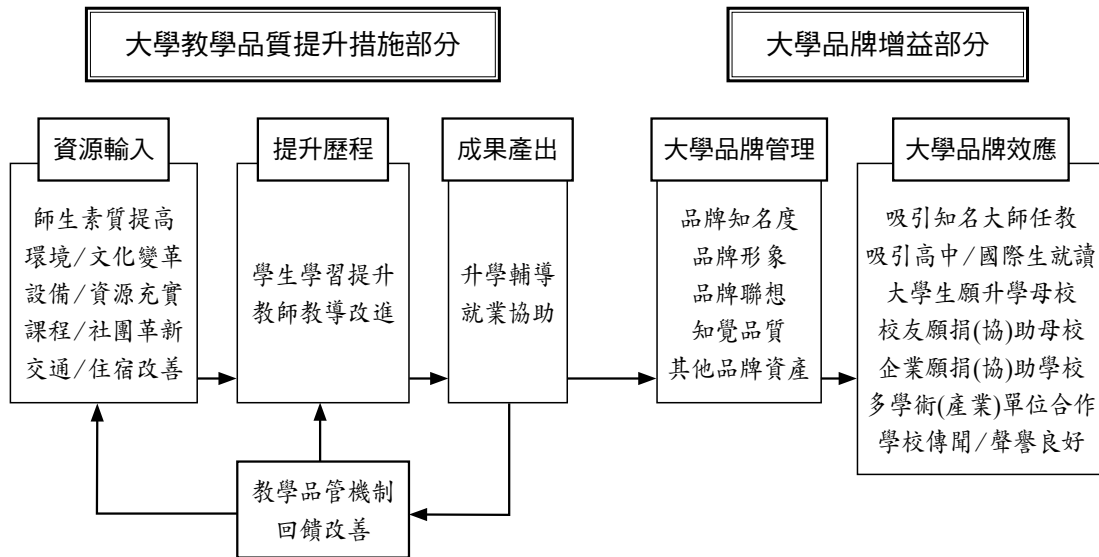 大學教學品質提升措施部分
大學品牌增益部分
資源輸入
師生素質提高
環境/文化變革
設備/資源充實
課程/社團革新
交通/住宿改善
提升歷程
學生學習提升
教師教導改進
成果產出
升學輔導
就業協助
教學品管機制
回饋改善
大學品牌管理
品牌知名度
品牌形象
品牌聯想
知覺品質
其他品牌資產
大學品牌效應
吸引知名大師任教
吸引高中/國際生就讀
大學生願升學母校
校友願捐(協)助母校
企業願捐(協)助學校
多學術(產業)單位合作
學校傳聞/聲譽良好